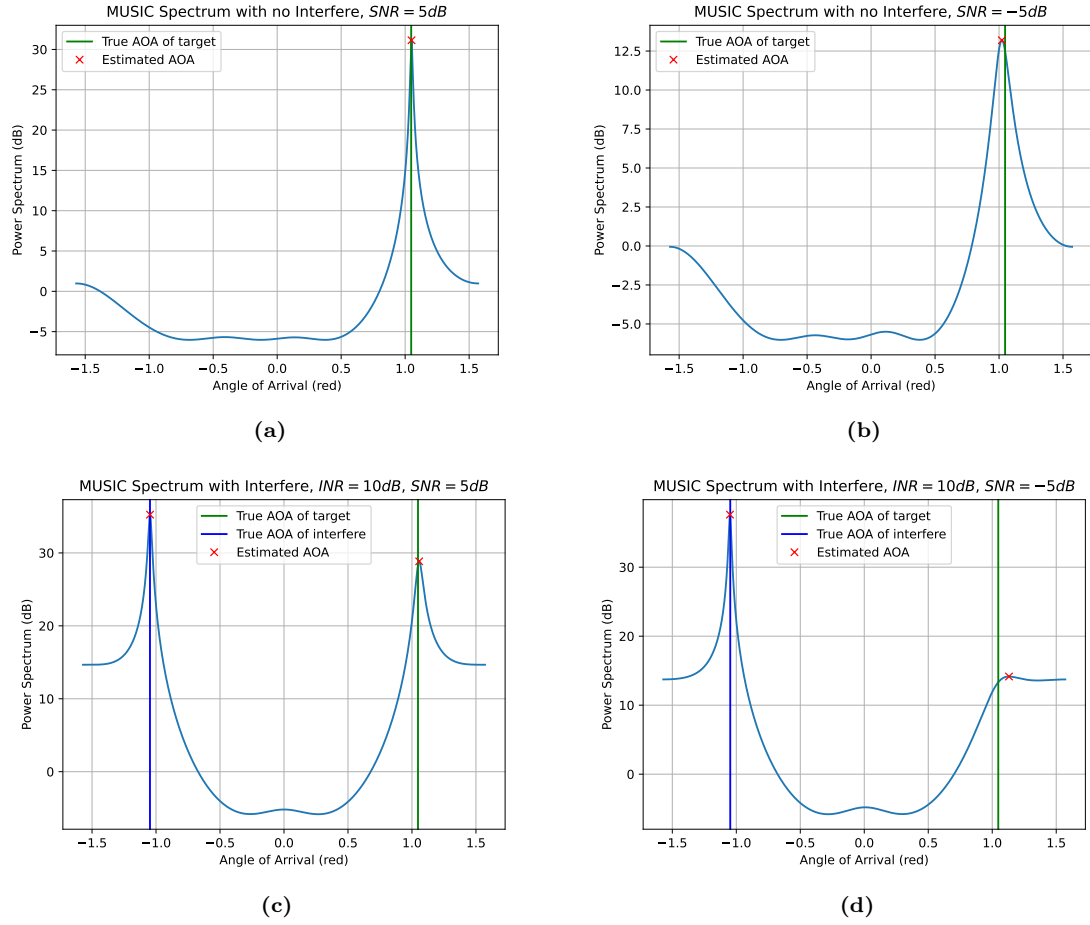 MUSIC Spectrum with no Interfere, SNR = 5dB
True AOA of target
Estimated AOA
Power Spectrum (dB)
30
25
20
15
10
5
0
−5
−1.5 −1.0 −0.5 0.0 0.5 1.0 1.5
Angle of Arrival (red)
(a)
MUSIC Spectrum with no Interfere, SNR = −5dB
True AOA of target
Estimated AOA
Power Spectrum (dB)
12.5
10.0
7.5
5.0
2.5
0.0
−2.5
−5.0
−1.5 −1.0 −0.5 0.0 0.5 1.0 1.5
Angle of Arrival (red)
(b)
MUSIC Spectrum with Interfere, INR = 10dB, SNR = 5dB
True AOA of target
True AOA of interfere
Estimated AOA
Power Spectrum (dB)
30
20
10
0
−1.5 −1.0 −0.5 0.0 0.5 1.0 1.5
Angle of Arrival (red)
(c)
MUSIC Spectrum with Interfere, INR = 10dB, SNR = −5dB
True AOA of target
True AOA of interfere
Estimated AOA
Power Spectrum (dB)
30
20
10
0
−1.5 −1.0 −0.5 0.0 0.5 1.0 1.5
Angle of Arrival (red)
(d)